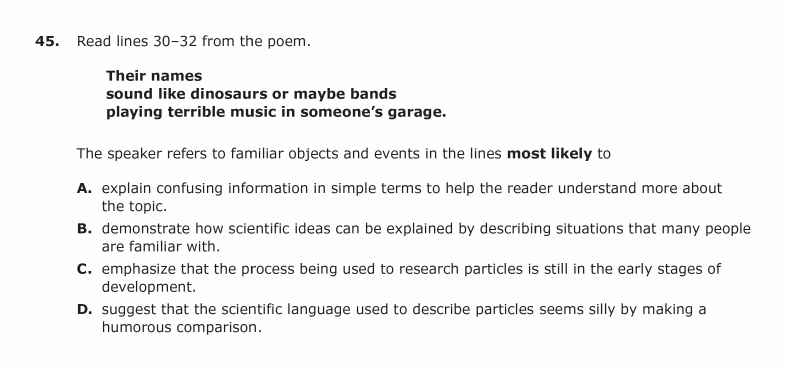 45. Read lines 30–32 from the poem.
Their names
sound like dinosaurs or maybe bands
playing terrible music in someone’s garage.
The speaker refers to familiar objects and events in the lines most likely to
A. explain confusing information in simple terms to help the reader understand more about
the topic.
B. demonstrate how scientific ideas can be explained by describing situations that many people
are familiar with.
C. emphasize that the process being used to research particles is still in the early stages of
development.
D. suggest that the scientific language used to describe particles seems silly by making a
humorous comparison.